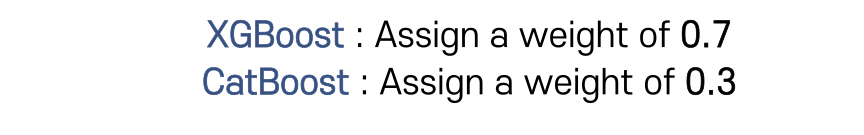 XGBoost : Assign a weight of 0.7
CatBoost : Assign a weight of 0.3